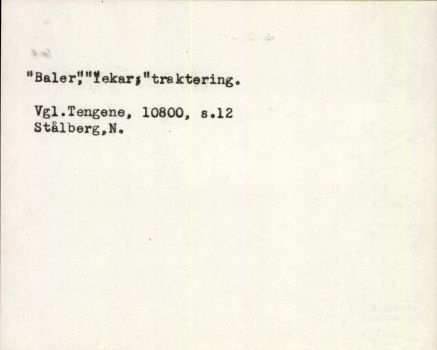 "Baler","lekar,"traktering.
Vgl.Tengene, 10800, s.12
Stålberg,N.